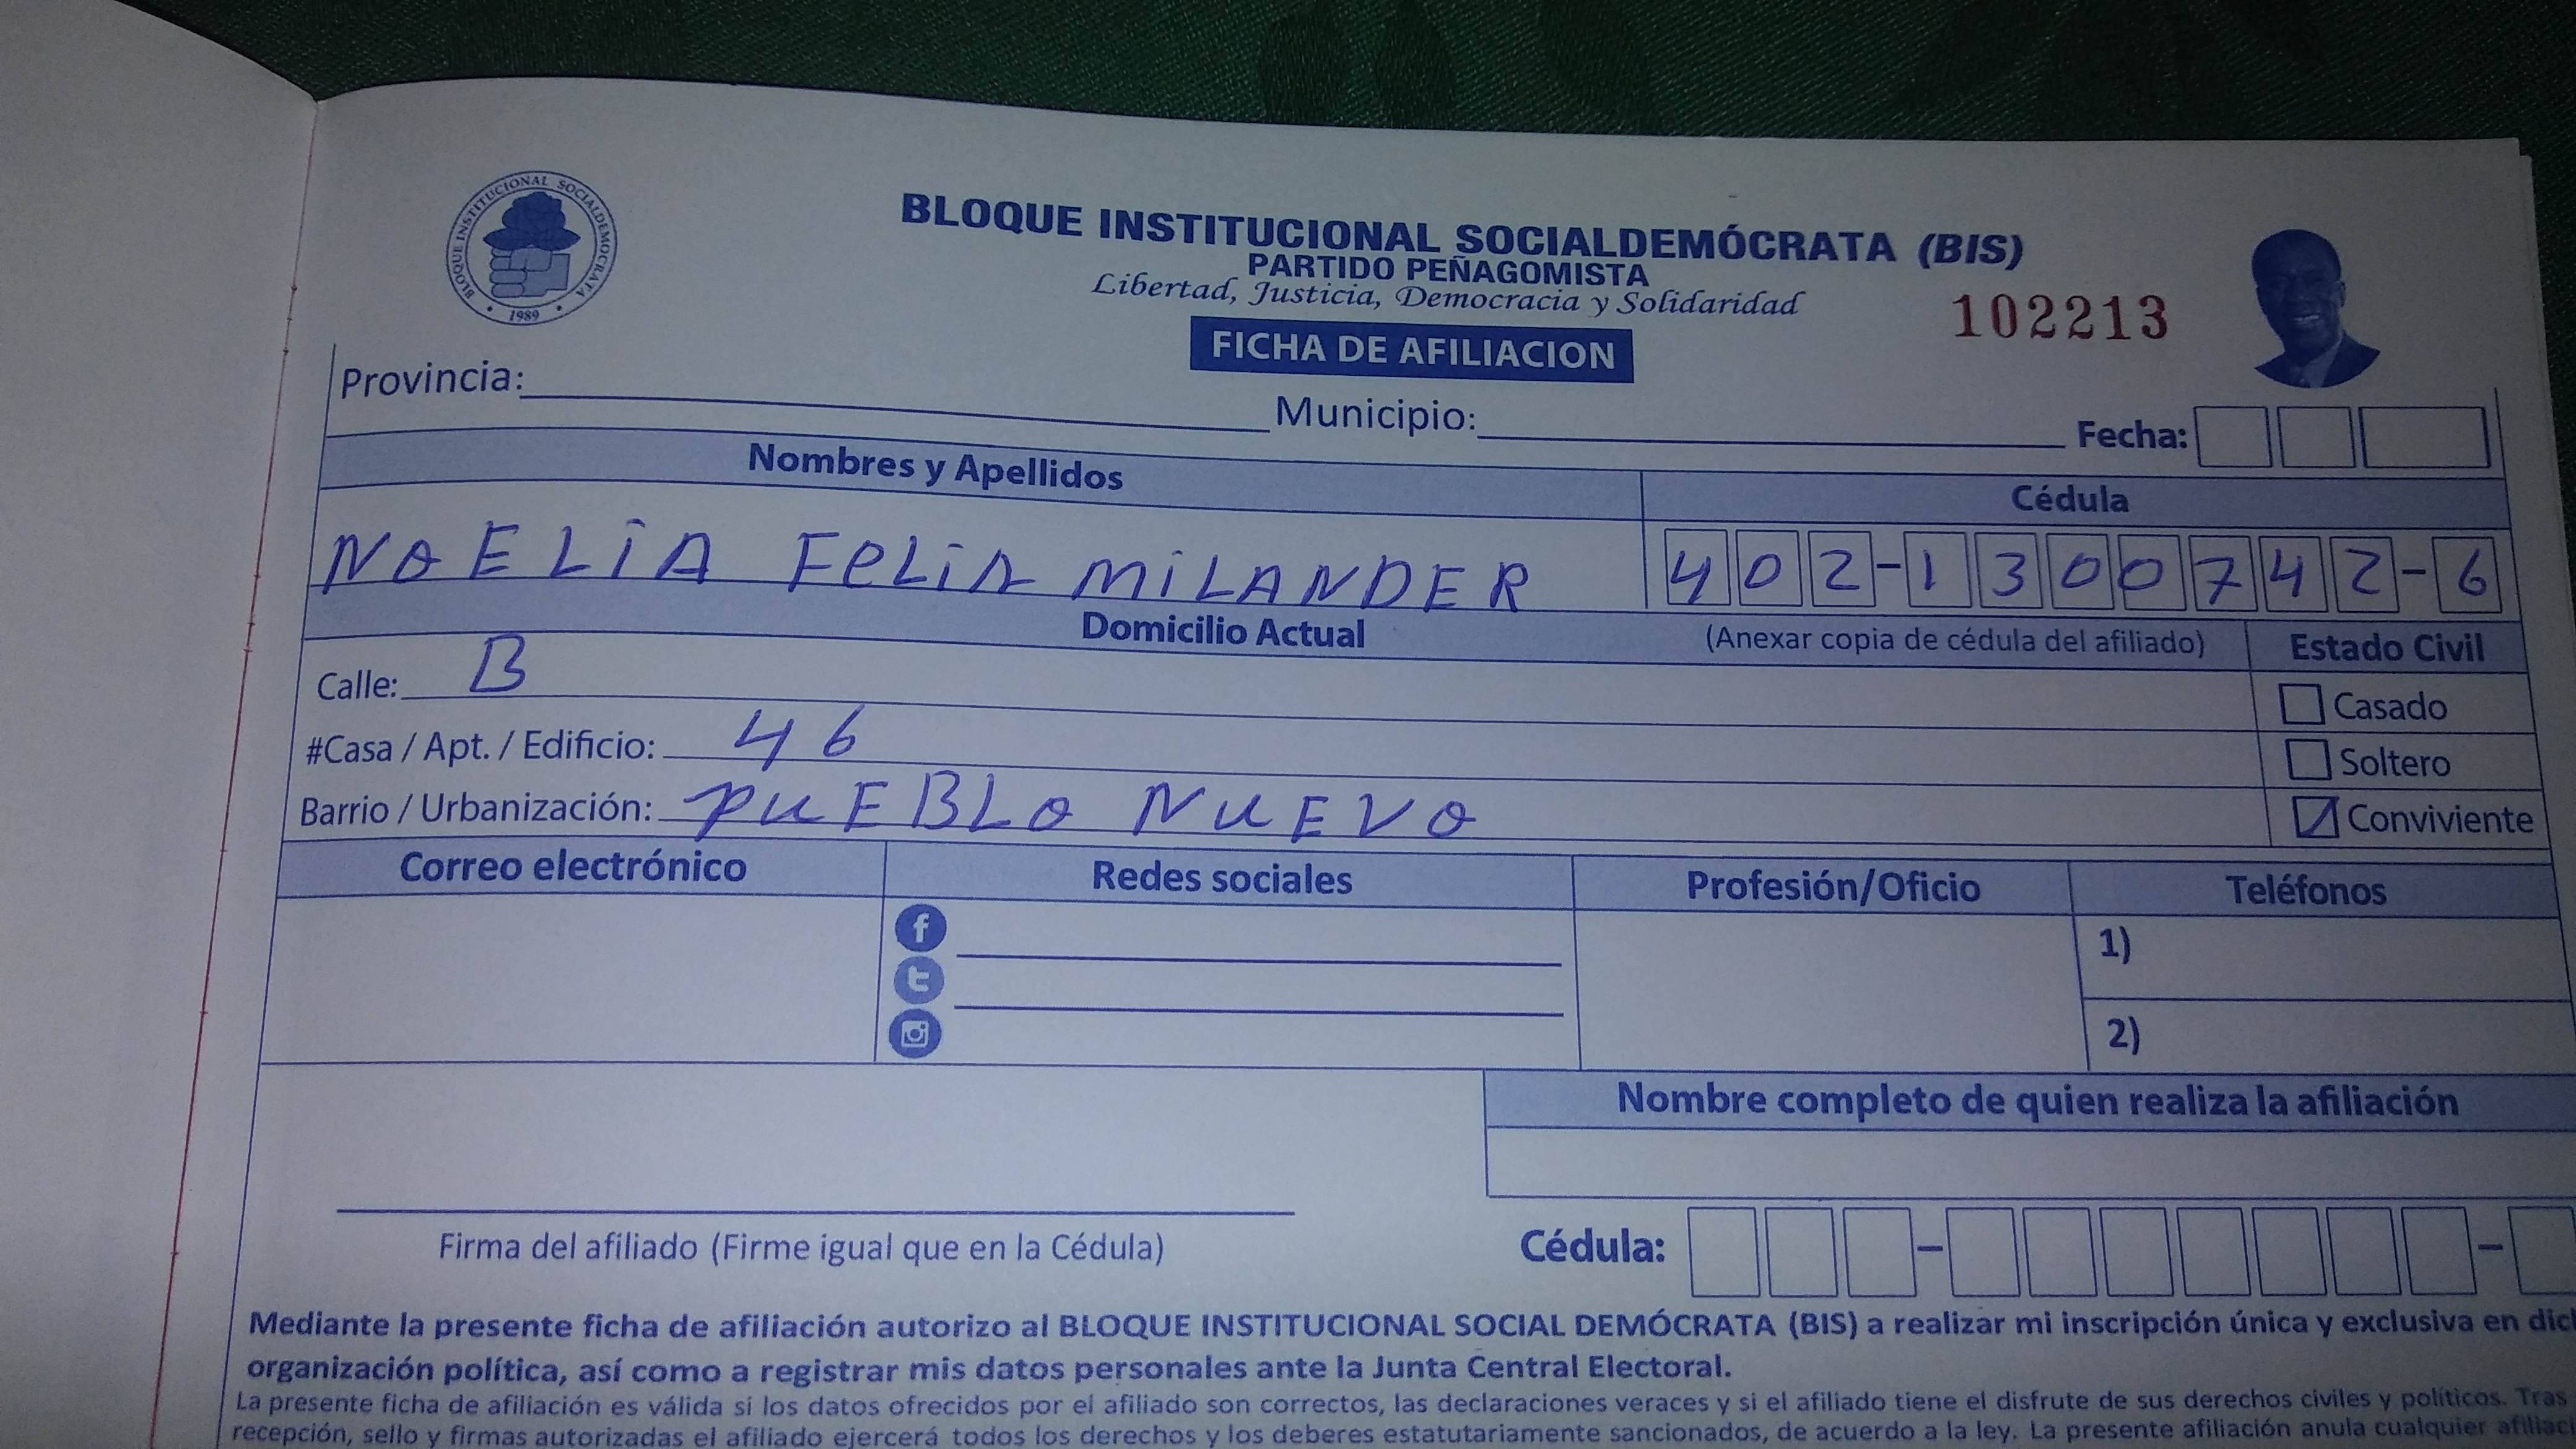 BLOQUE INSTITUCIONAL SOCIALDEMOCRATA
1989
BLOQUE INSTITUCIONAL SOCIALDEMÓCRATA (BIS)
PARTIDO PEÑAGOMISTA
Libertad, Justicia, Democracia y Solidaridad
102213
FICHA DE AFILIACION
Provincia: Municipio: Fecha:
Nombres y Apellidos Cédula
NOELIA FELIZ MILANDER 402-1300742-6
Domicilio Actual (Anexar copia de cédula del afiliado) Estado Civil
Calle: B
Casado
#Casa / Apt. / Edificio: 46
Soltero
Barrio / Urbanización: PUEBLO NUEVO
Conviviente
Correo electrónico Redes sociales Profesión/Oficio Teléfonos
1)
2)
Nombre completo de quien realiza la afiliación
Firma del afiliado (Firme igual que en la Cédula) Cédula:
Mediante la presente ficha de afiliación autorizo al BLOQUE INSTITUCIONAL SOCIAL DEMÓCRATA (BIS) a realizar mi inscripción única y exclusiva en
organización política, así como a registrar mis datos personales ante la Junta Central Electoral.
La presente ficha de afiliación es válida si los datos ofrecidos por el afiliado son correctos, las declaraciones veraces y si el afiliado tiene el disfrute de sus derechos civiles y políticos. Tras
recepción, sello y firmas autorizadas el afiliado ejercerá todos los derechos y los deberes estatutariamente sancionados, de acuerdo a la ley. La presente afiliación anula cualquier